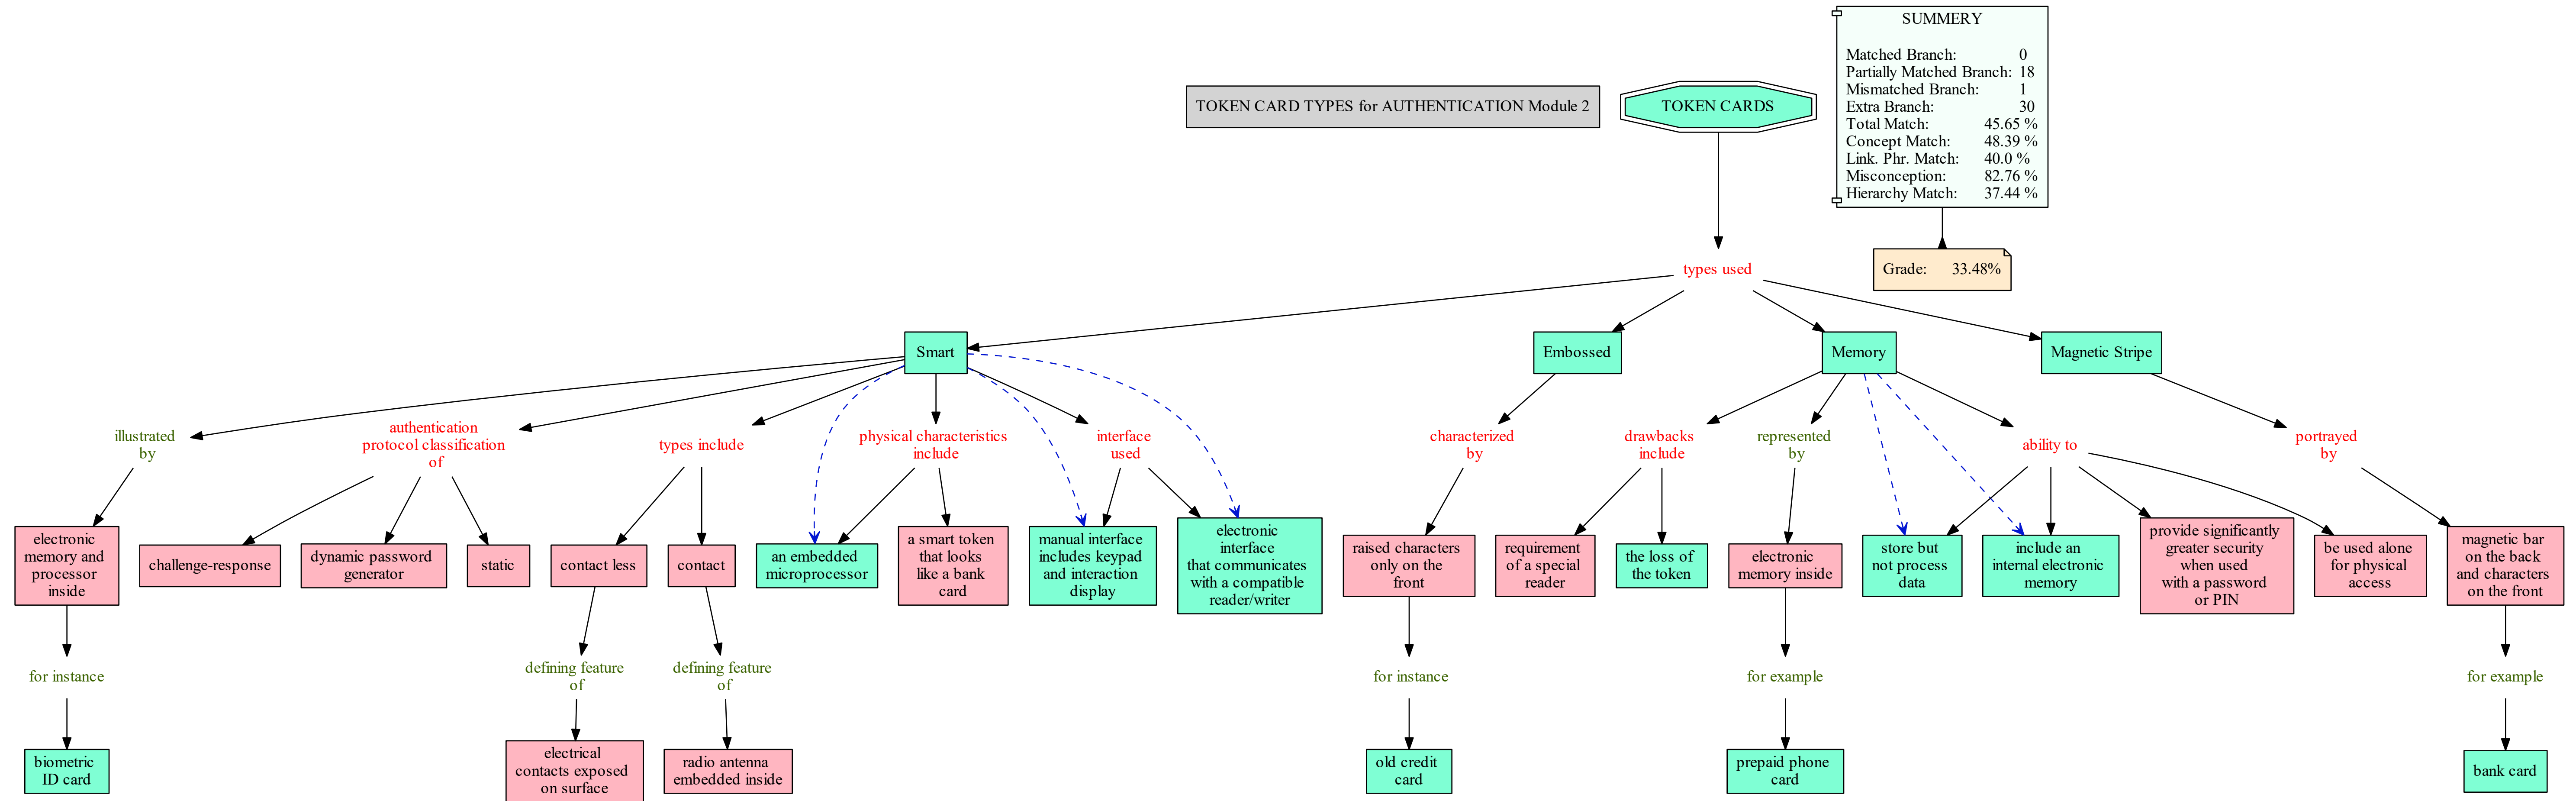 SUMMERY
Matched Branch: 0
Partially Matched Branch: 18
Mismatched Branch: 1
Extra Branch: 30
Total Match: 45.65 %
Concept Match: 48.39 %
Link. Phr. Match: 40.0 %
Misconception: 82.76 %
Hierarchy Match: 37.44 %
TOKEN CARD TYPES for AUTHENTICATION Module 2
TOKEN CARDS
types used
Grade: 33.48%
Smart
Embossed
Memory
Magnetic Stripe
illustrated
by
authentication
protocol classification
of
types include
physical characteristics
include
interface
used
characterized
by
drawbacks
include
represented
by
ability to
portrayed
by
electronic
memory and
processor
inside
challenge-response
dynamic password
generator
static
contact less
contact
an embedded
microprocessor
a smart token
that looks
like a bank
card
manual interface
includes keypad
and interaction
display
electronic
interface
that communicates
with a compatible
reader/writer
raised characters
only on the
front
requirement
of a special
reader
the loss of
the token
electronic
memory inside
store but
not process
data
include an
internal electronic
memory
provide significantly
greater security
when used
with a password
or PIN
be used alone
for physical
access
magnetic bar
on the back
and characters
on the front
for instance
defining feature
of
defining feature
of
for instance
for example
for example
biometric
ID card
electrical
contacts exposed
on surface
radio antenna
embedded inside
old credit
card
prepaid phone
card
bank card